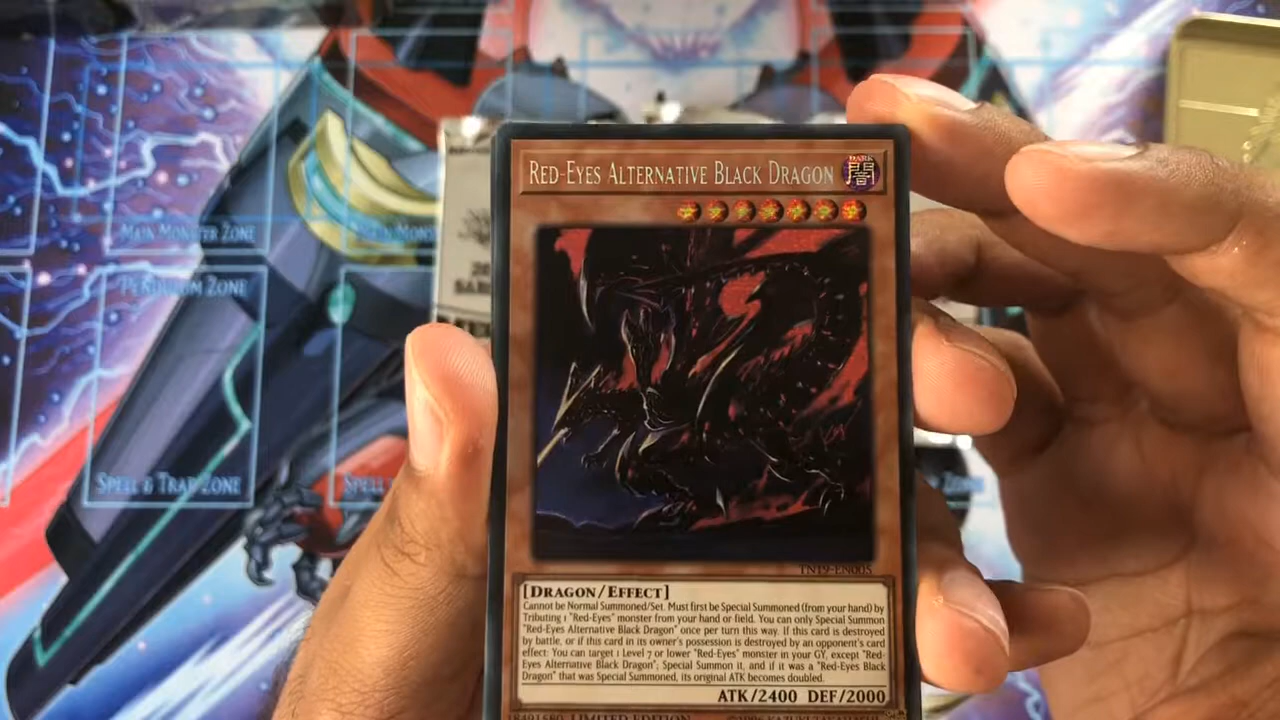 RED-EYES ALTERNATIVE BLACK DRAGON
DARK
闇
MAIN MONSTER ZONE
PENDULUM ZONE
SPELL & TRAP ZONE
SPELL
TN19-EN005
[DRAGON/EFFECT]
Cannot be Normal Summoned/Set. Must first be Special Summoned (from your hand) by
Tributing 1 "Red-Eyes" monster from your hand or field. You can only Special Summon
"Red-Eyes Alternative Black Dragon" once per turn this way. If this card is destroyed
by battle, or if this card in its owner's possession is destroyed by an opponent's card
effect: You can target 1 Level 7 or lower "Red-Eyes" monster in your GY, except "Red-
Eyes Alternative Black Dragon"; Special Summon it, and if it was a "Red-Eyes Black
Dragon" that was Special Summoned, its original ATK becomes doubled.
ATK/2400 DEF/2000
18491580 LIMITED EDITION
©1996 KAZUKI TAKAHASHI